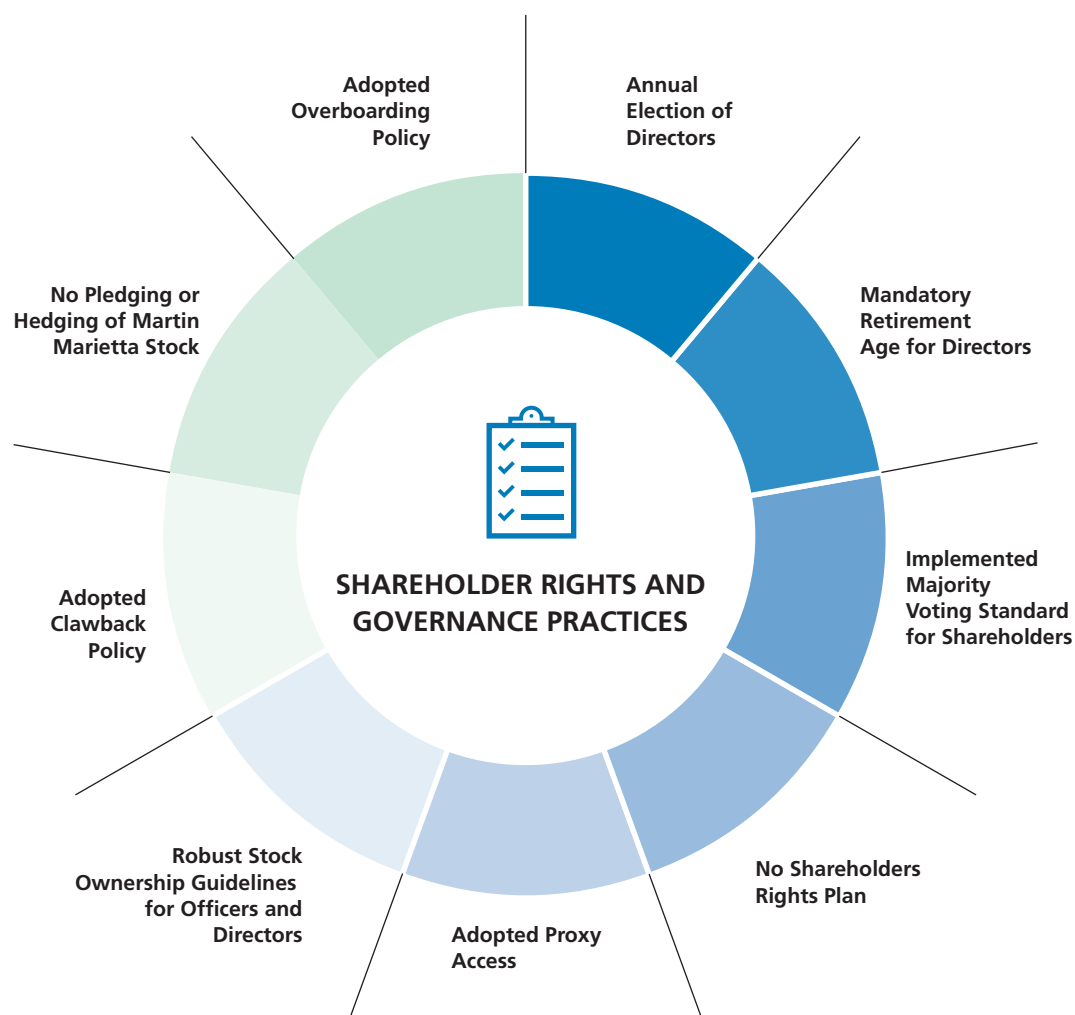 Adopted
Overboarding
Policy
Annual
Election of
Directors
No Pledging or
Hedging of Martin
Marietta Stock
Mandatory
Retirement
Age for Directors
SHAREHOLDER RIGHTS AND
GOVERNANCE PRACTICES
Implemented
Majority
Voting Standard
for Shareholders
Adopted
Clawback
Policy
Robust Stock
Ownership Guidelines
for Officers and
Directors
Adopted Proxy
Access
No Shareholders
Rights Plan